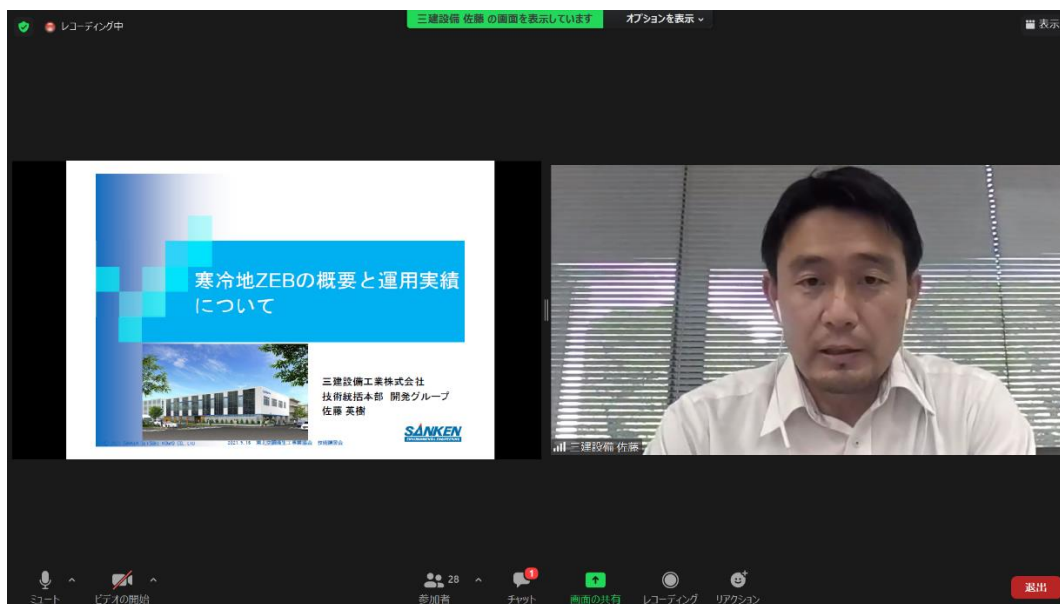 レコーディング中
三建設備 佐藤 の画面を表示しています
オプションを表示
表示
寒冷地ZEBの概要と運用実績
について
三建設備工業株式会社
技術統括本部 開発グループ
佐藤 英樹
SANKEN
三建設備 佐藤
ミュート
ビデオの開始
28
参加者
1
チャット
画面の共有
レコーディング
リアクション
退出